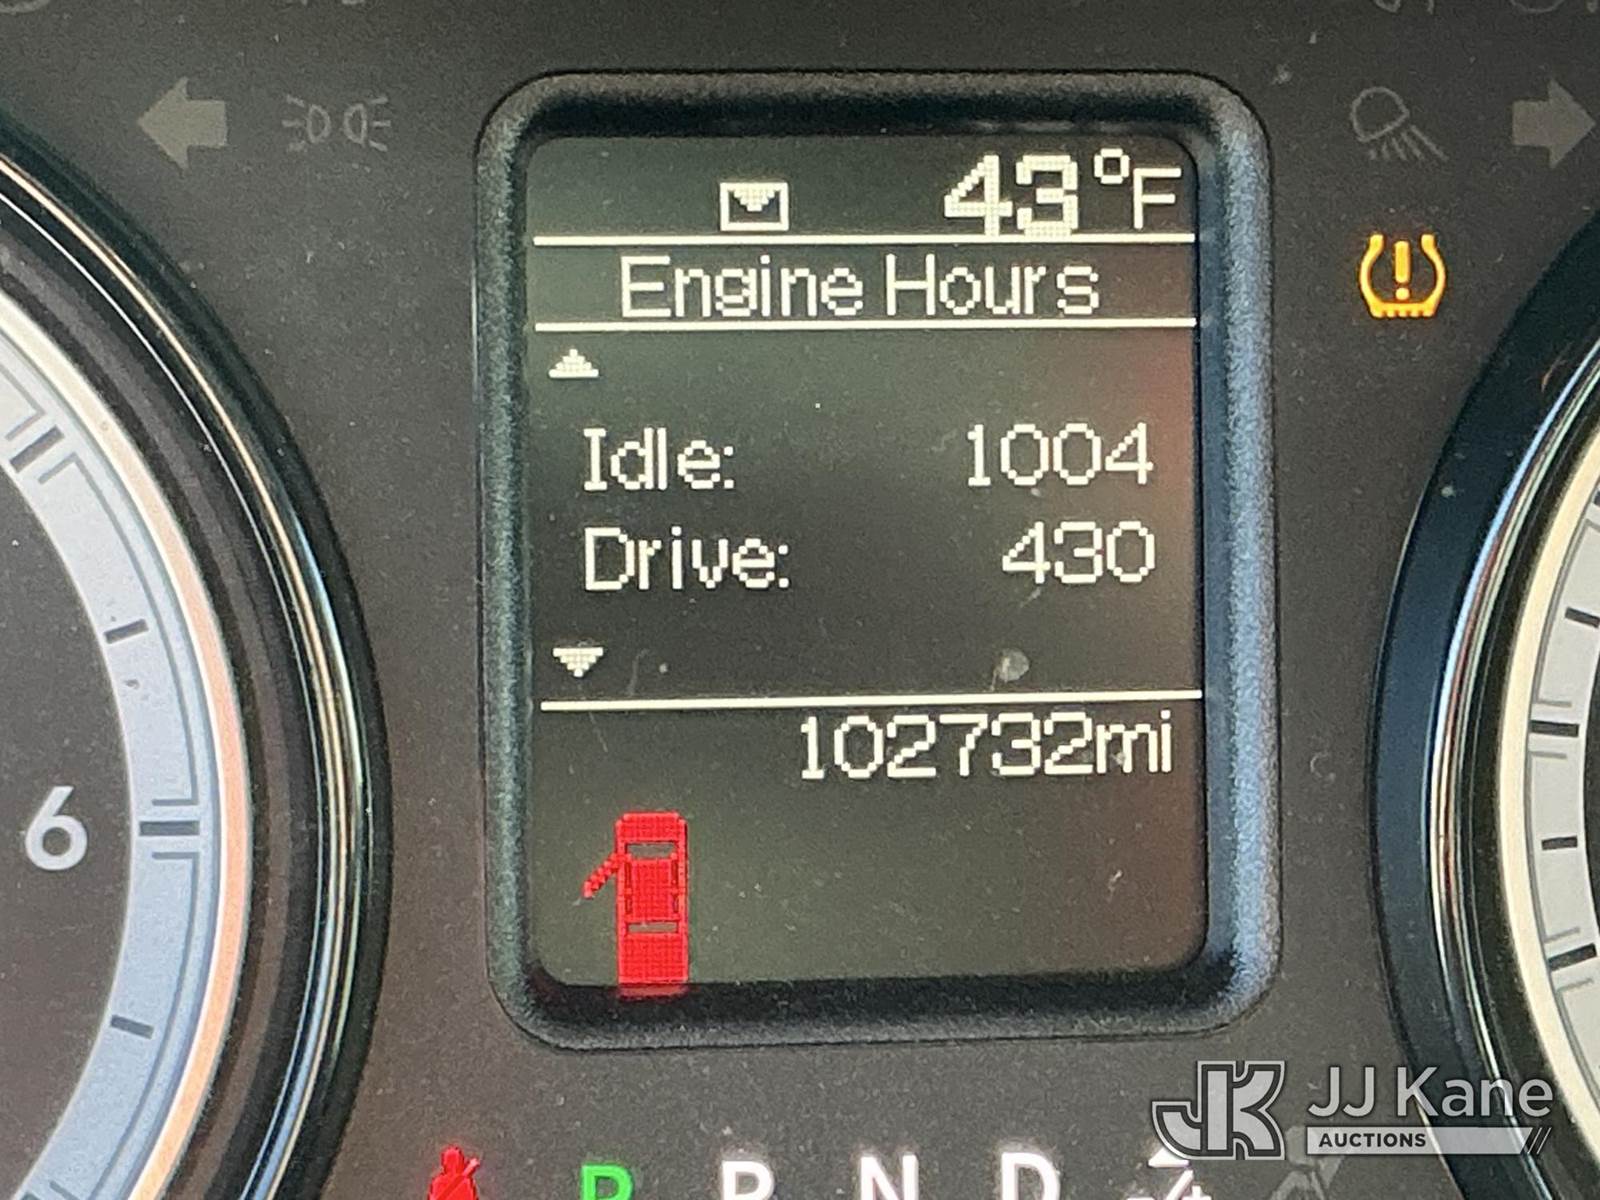 43°F
Engine Hours
Idle: 1004
Drive: 430
102732mi
6
P R N D
JJ Kane
AUCTIONS